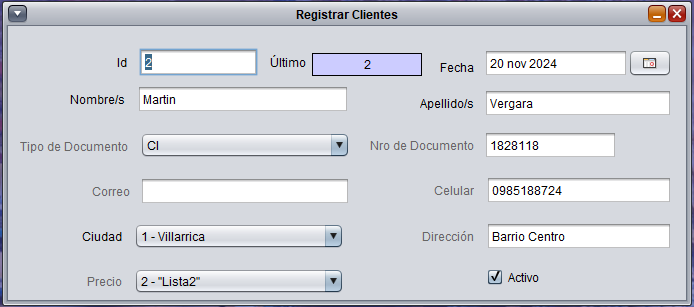 Registrar Clientes
Id 2 Último 2 Fecha 20 nov 2024
Nombre/s Martin Apellido/s Vergara
Tipo de Documento CI Nro de Documento 1828118
Correo Celular 0985188724
Ciudad 1 - Villarrica Dirección Barrio Centro
Precio 2 - "Lista2" Activo